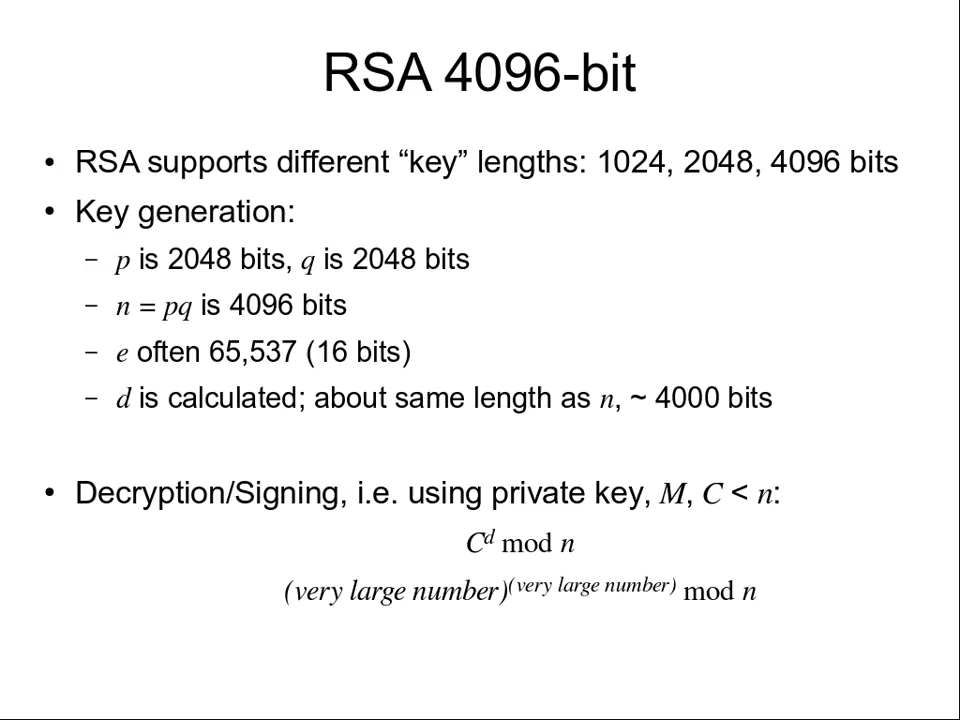 RSA 4096-bit
• RSA supports different “key” lengths: 1024, 2048, 4096 bits
• Key generation:
– p is 2048 bits, q is 2048 bits
– n = pq is 4096 bits
– e often 65,537 (16 bits)
– d is calculated; about same length as n, ~ 4000 bits
• Decryption/Signing, i.e. using private key, M, C < n:
C^d mod n
(very large number)^(very large number) mod n